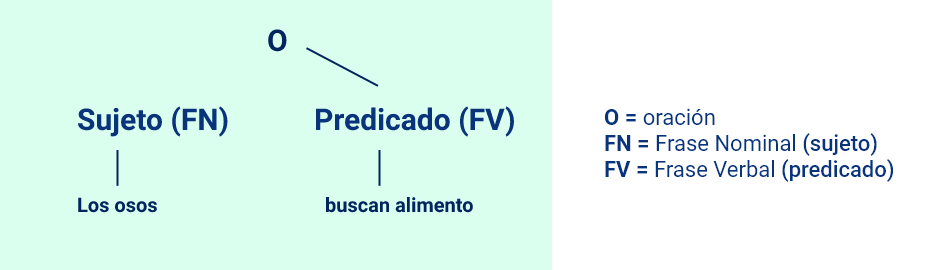 O
Sujeto (FN) Predicado (FV)
Los osos buscan alimento
O = oración
FN = Frase Nominal (sujeto)
FV = Frase Verbal (predicado)